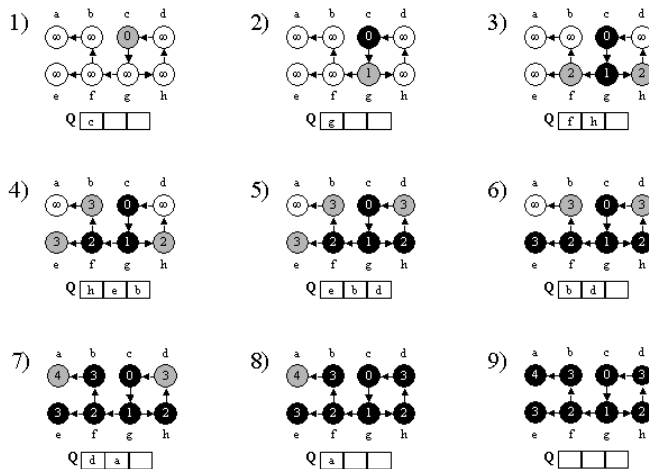 1) 2) 3)
a b c d a b c d a b c d
∞ ∞ 0 ∞ ∞ ∞ 0 ∞ ∞ ∞ 0 ∞
∞ ∞ ∞ ∞ ∞ ∞ 1 ∞ ∞ 2 1 2
e f g h e f g h e f g h
Q c Q g Q f h
4) 5) 6)
a b c d a b c d a b c d
∞ 3 0 ∞ ∞ 3 0 3 ∞ 3 0 3
3 2 1 2 3 2 1 2 3 2 1 2
e f g h e f g h e f g h
Q h e b Q e b d Q b d
7) 8) 9)
a b c d a b c d a b c d
4 3 0 3 4 3 0 3 4 3 0 3
3 2 1 2 3 2 1 2 3 2 1 2
e f g h e f g h e f g h
Q d a Q a Q